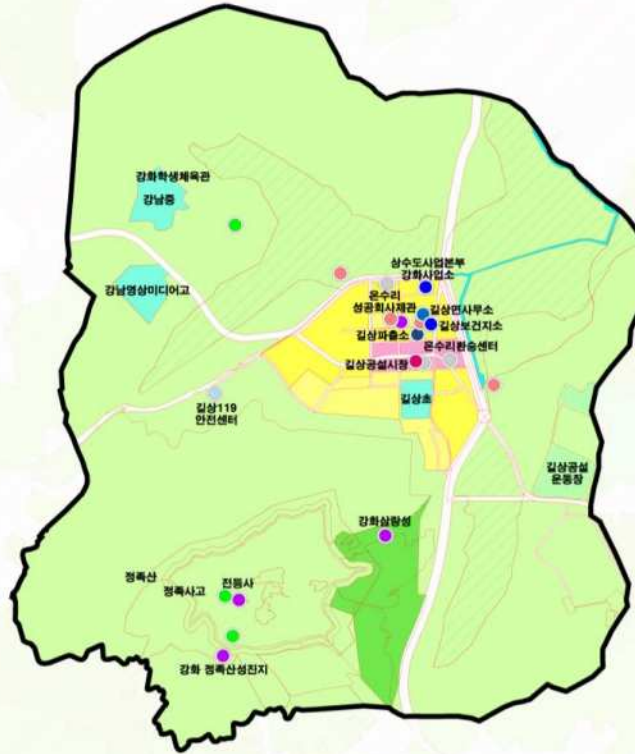 강화학생체육관
강남중
강남영상미디어고
상수도사업본부
강화사업소
온수리
성공회사제관
길상면사무소
길상보건지소
길상파출소
온수리환승센터
길상공설시장
길상초
길상119
안전센터
길상공설
운동장
강화삼랑성
정족산
정족사고
전등사
강화 정족산성진지